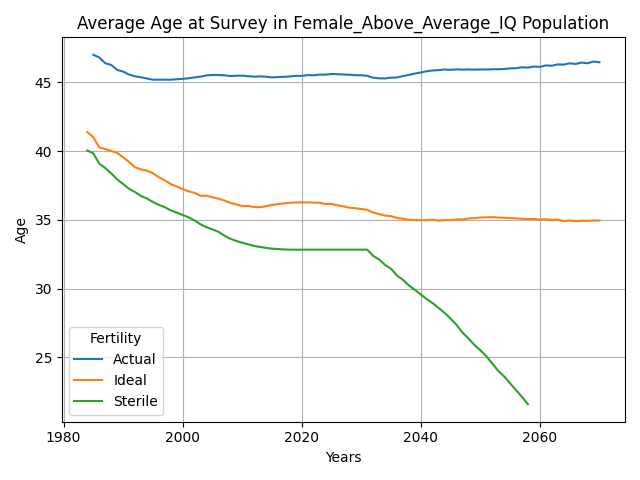 Average Age at Survey in Female_Above_Average_IQ Population
Age
45
40
35
30
25
Fertility
Actual
Ideal
Sterile
1980
2000
2020
2040
2060
Years